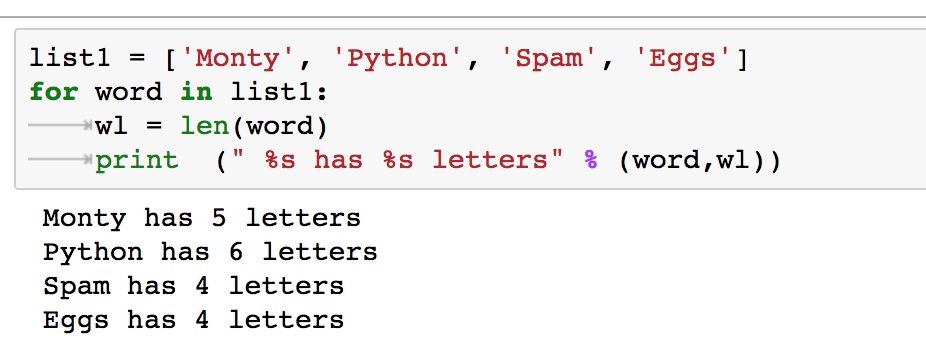 list1 = ['Monty', 'Python', 'Spam', 'Eggs']
for word in list1:
    wl = len(word)
    print  (" %s has %s letters" % (word,wl))
 Monty has 5 letters
 Python has 6 letters
 Spam has 4 letters
 Eggs has 4 letters